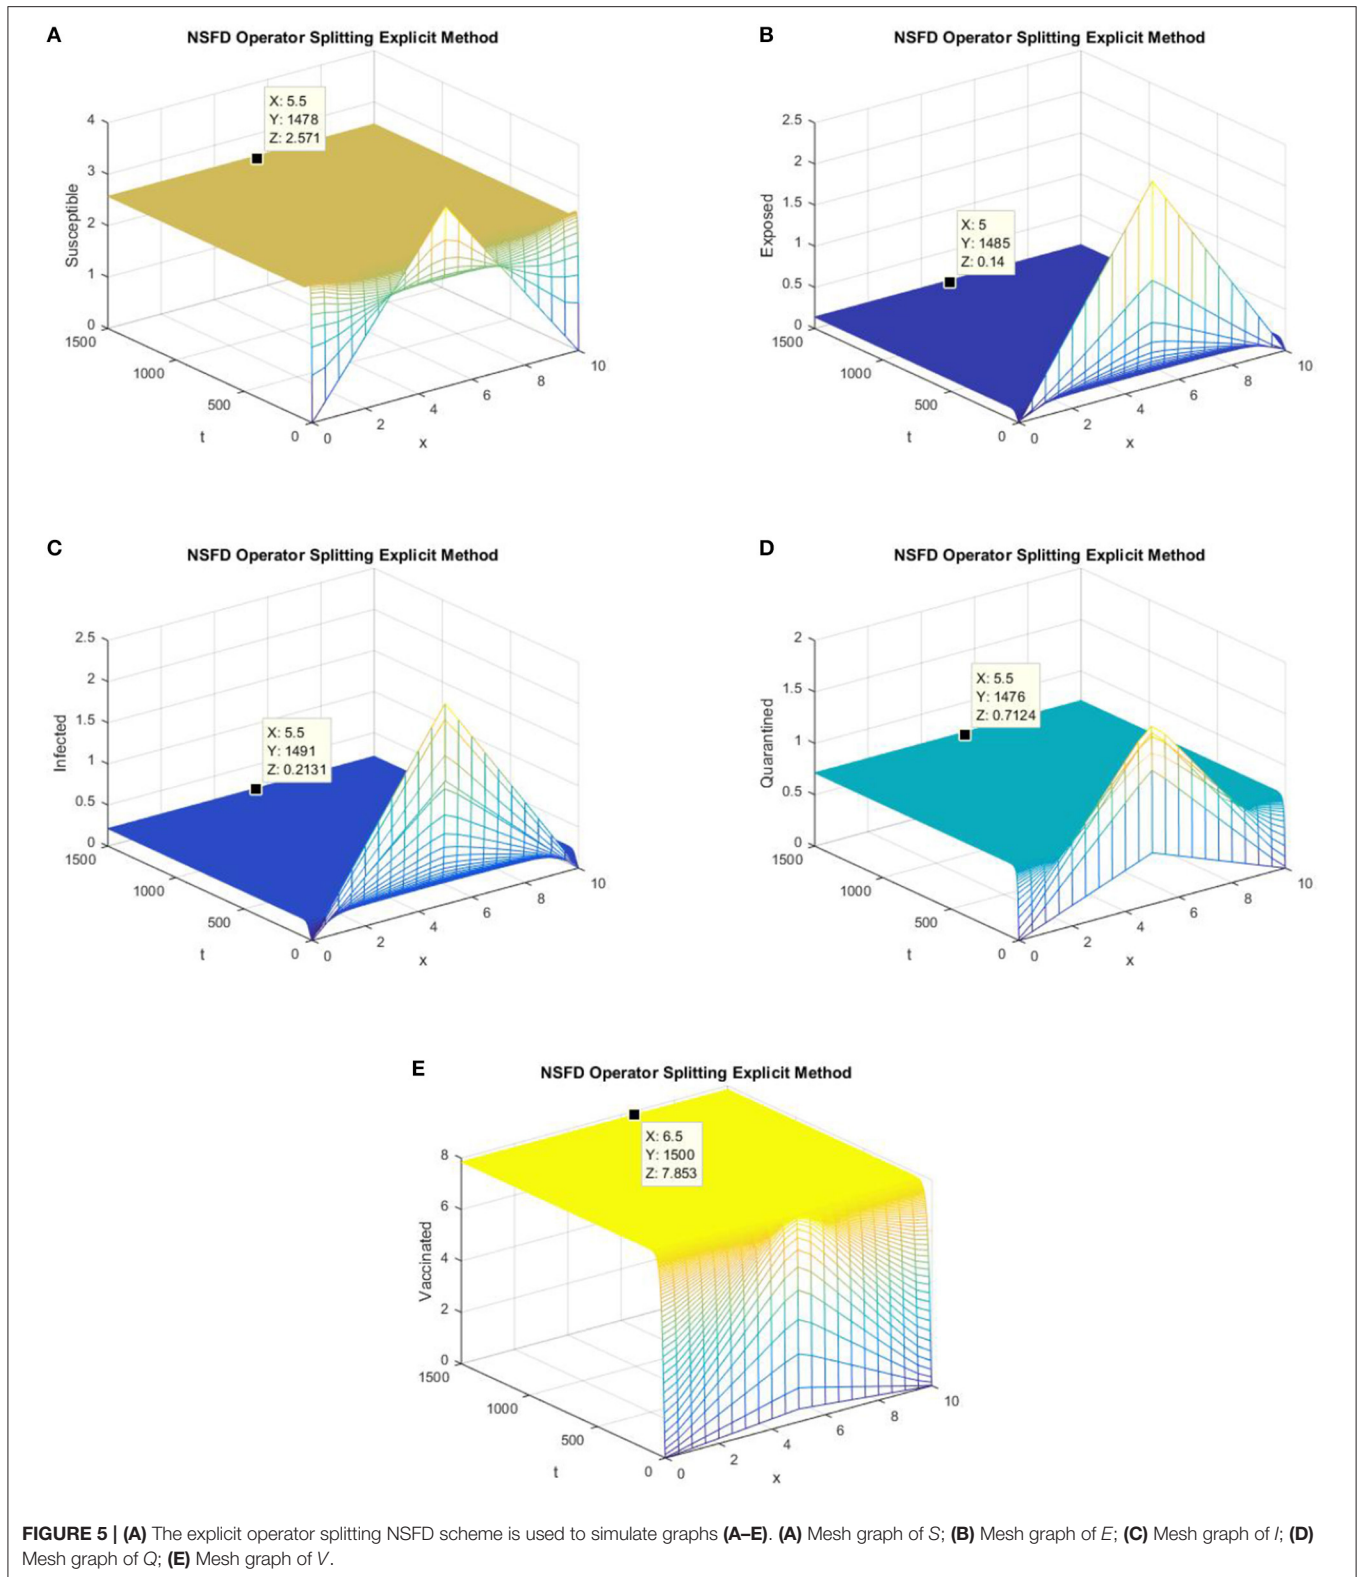 A
NSFD Operator Splitting Explicit Method
X: 5.5
Y: 1478
Z: 2.571
4
3
2
1
0
Susceptible
1500
1000
500
0
t
0
2
4
6
8
10
x
B
NSFD Operator Splitting Explicit Method
X: 5
Y: 1485
Z: 0.14
2.5
2
1.5
1
0.5
0
Exposed
1500
1000
500
0
t
0
2
4
6
8
10
x
C
NSFD Operator Splitting Explicit Method
X: 5.5
Y: 1491
Z: 0.2131
2.5
2
1.5
1
0.5
0
Infected
1500
1000
500
0
t
0
2
4
6
8
10
x
D
NSFD Operator Splitting Explicit Method
X: 5.5
Y: 1476
Z: 0.7124
2
1.5
1
0.5
0
Quarantined
1500
1000
500
0
t
0
2
4
6
8
10
x
E
NSFD Operator Splitting Explicit Method
X: 6.5
Y: 1500
Z: 7.853
8
6
4
2
0
Vaccinated
1500
1000
500
0
t
0
2
4
6
8
10
x
FIGURE 5 | (A) The explicit operator splitting NSFD scheme is used to simulate graphs (A–E). (A) Mesh graph of S; (B) Mesh graph of E; (C) Mesh graph of I; (D)
Mesh graph of Q; (E) Mesh graph of V.